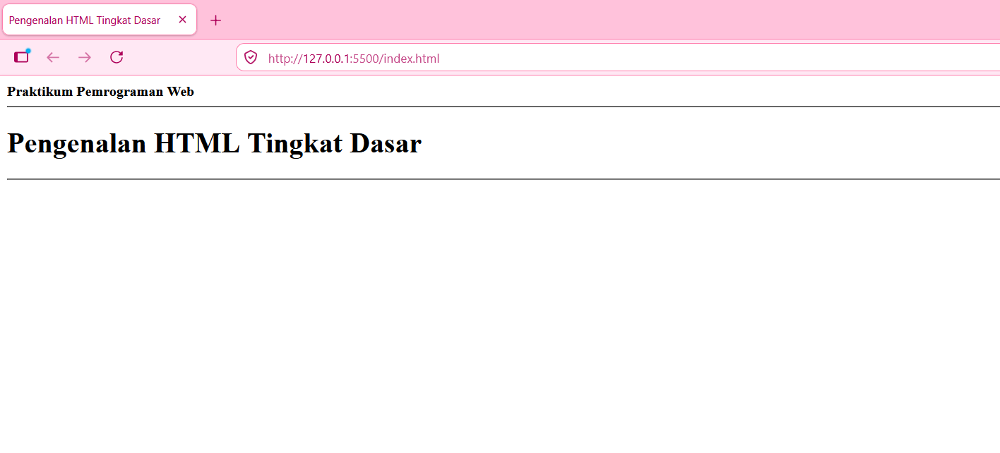 Pengenalan HTML Tingkat Dasar
http://127.0.0.1:5500/index.html
Praktikum Pemrograman Web
Pengenalan HTML Tingkat Dasar